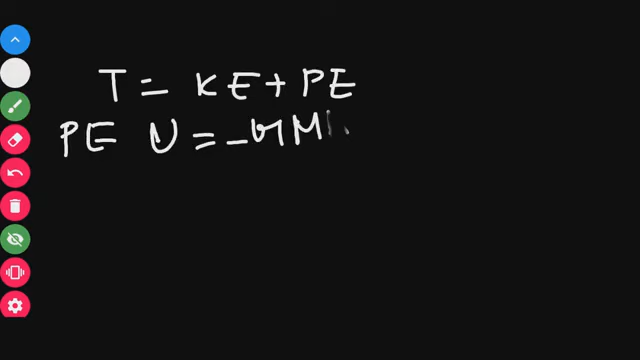 T = KE + PE
PE U = -GM